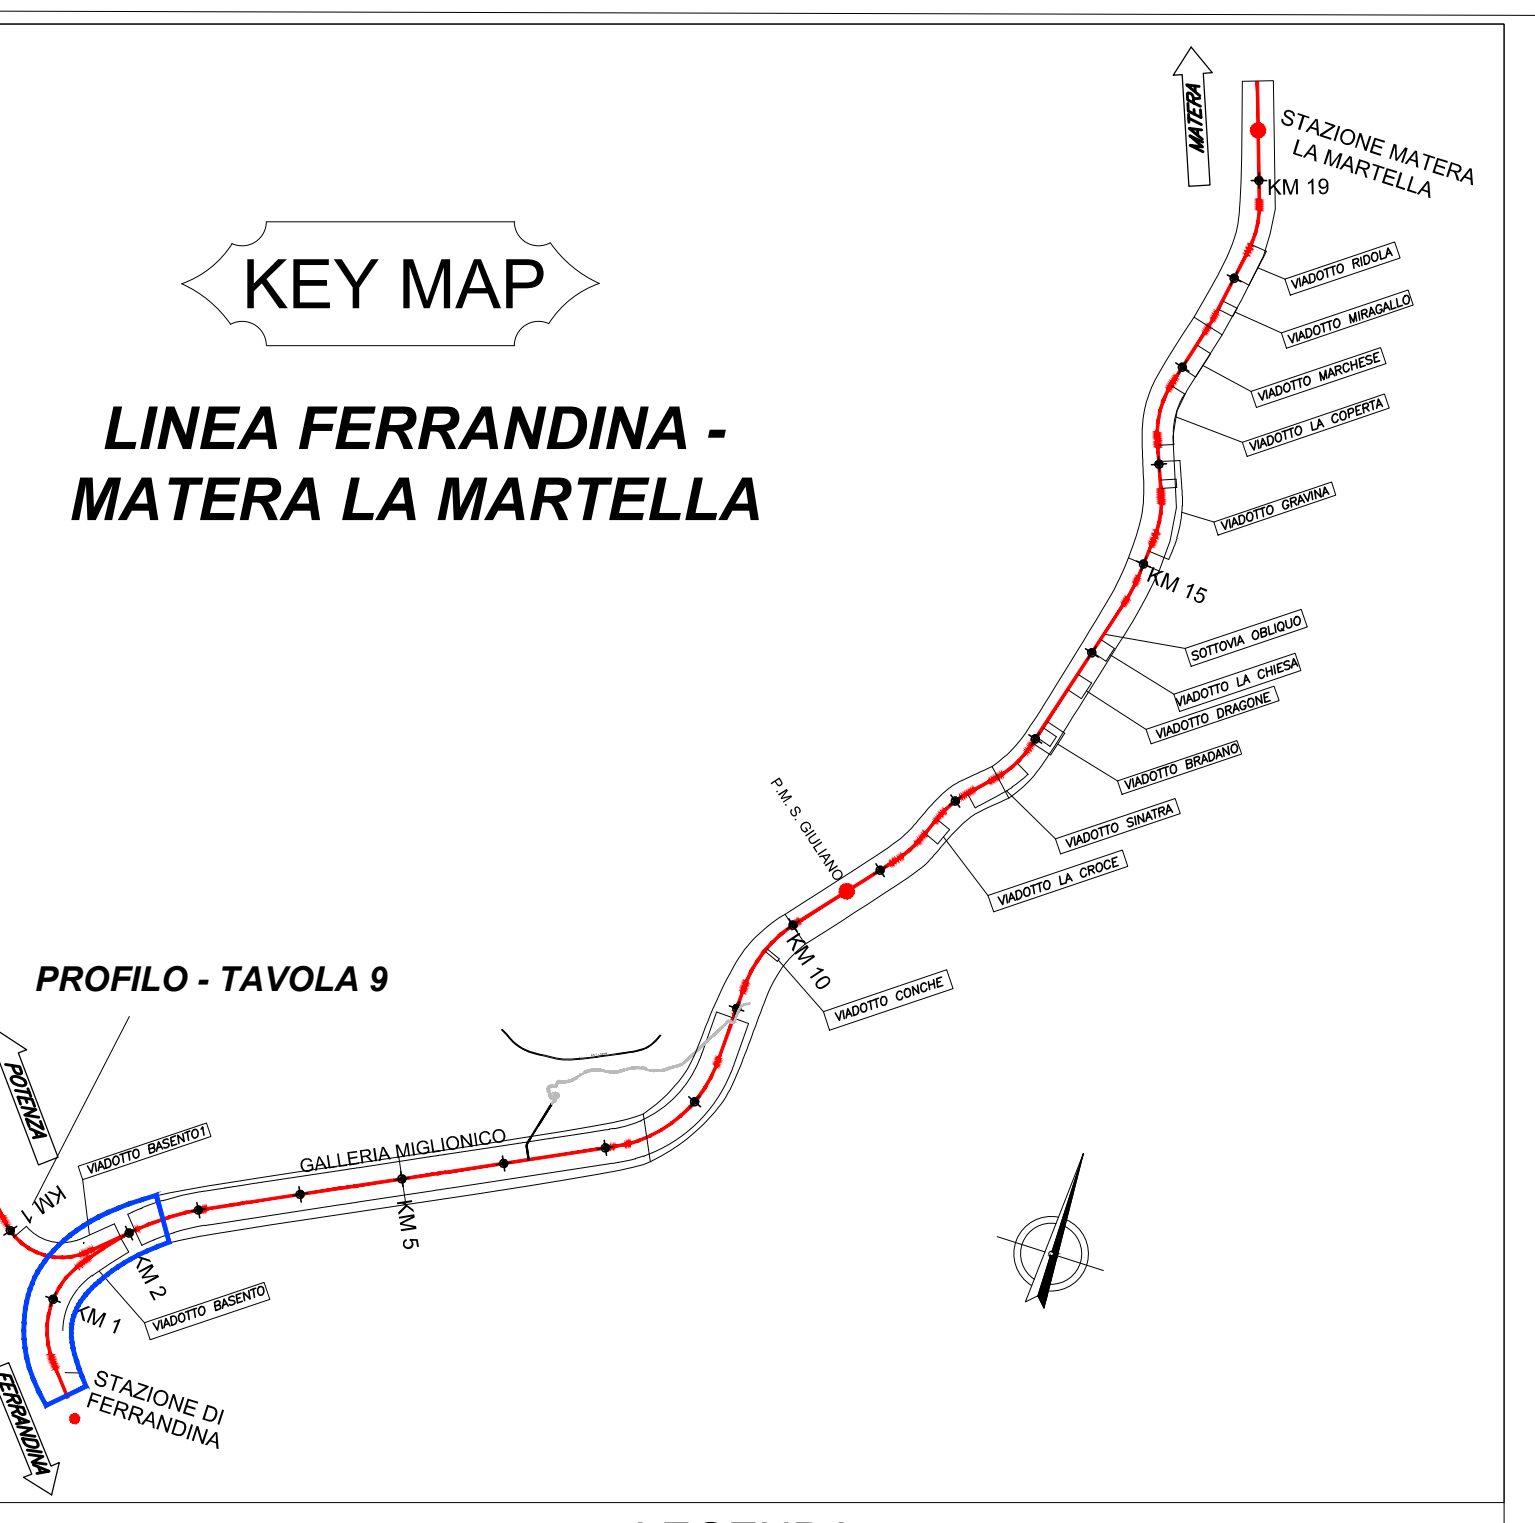 KEY MAP
LINEA FERRANDINA -
MATERA LA MARTELLA
MATERA
STAZIONE MATERA
LA MARTELLA
KM 19
VIADOTTO RIDOLA
VIADOTTO MIRAGALLO
VIADOTTO MARCHESE
VIADOTTO LA COPERTA
VIADOTTO GRAVINA
KM 15
SOTTOVIA OBLIQUO
VIADOTTO LA CHIESA
VIADOTTO DRAGONE
VIADOTTO BRADANO
VIADOTTO SINATRA
VIADOTTO LA CROCE
P.M. S. GIULIANO
KM 10
VIADOTTO CONCHE
PROFILO - TAVOLA 9
POTENZA
VIADOTTO BASENTO1
GALLERIA MIGLIONICO
KM 5
KM 1
KM 2
VIADOTTO BASENTO
KM 1
STAZIONE DI
FERRANDINA
FERRANDINA